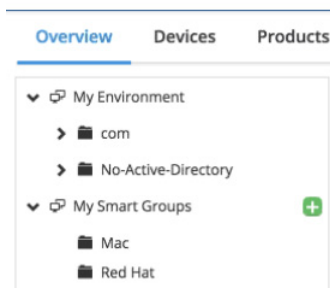 Overview Devices Products
My Environment
com
No-Active-Directory
My Smart Groups
Mac
Red Hat